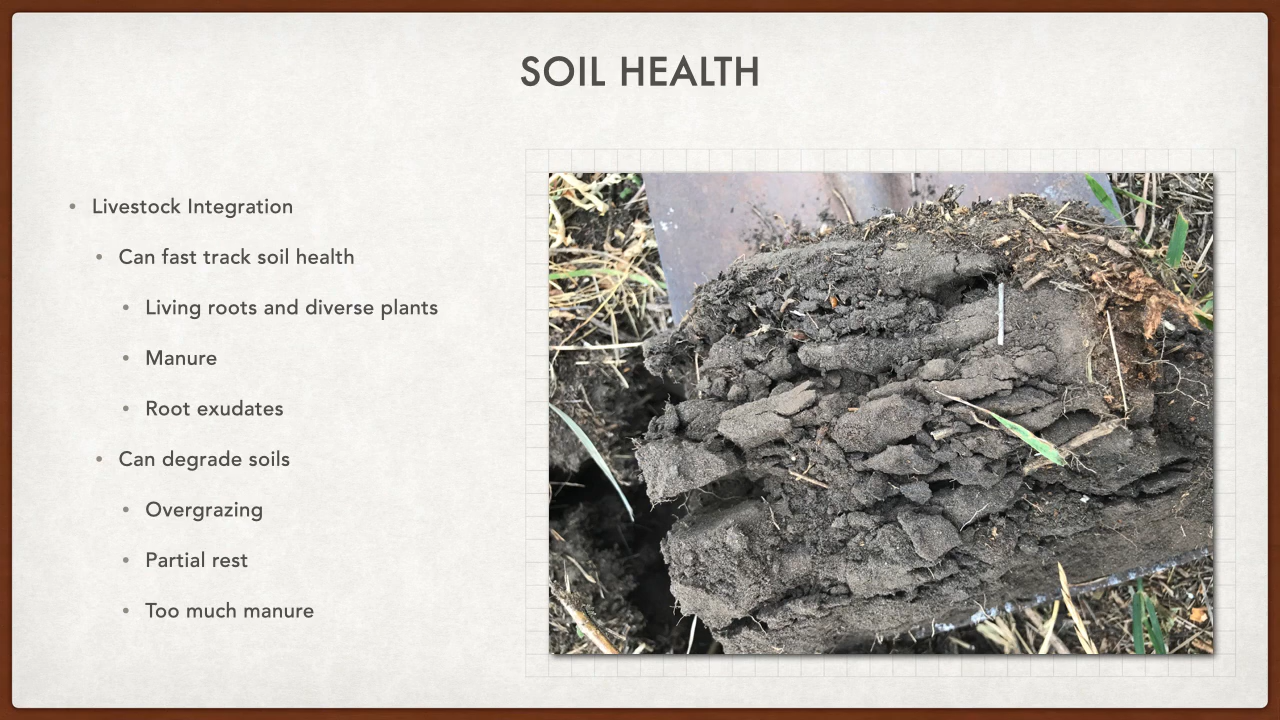 SOIL HEALTH
• Livestock Integration
• Can fast track soil health
• Living roots and diverse plants
• Manure
• Root exudates
• Can degrade soils
• Overgrazing
• Partial rest
• Too much manure